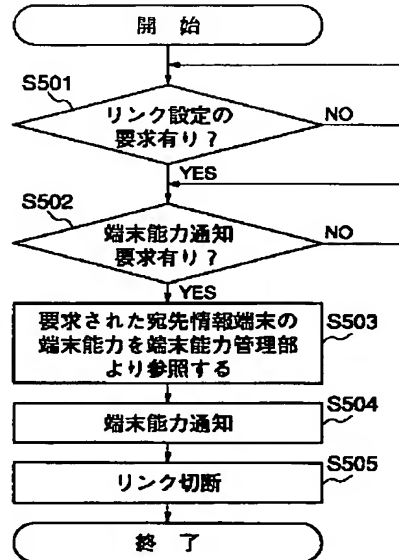 開 始
S501
リンク設定の
要求有り？
NO
YES
S502
端末能力通知
要求有り？
NO
YES
要求された宛先情報端末の
端末能力を端末能力管理部
より参照する
S503
端末能力通知
S504
リンク切断
S505
終 了